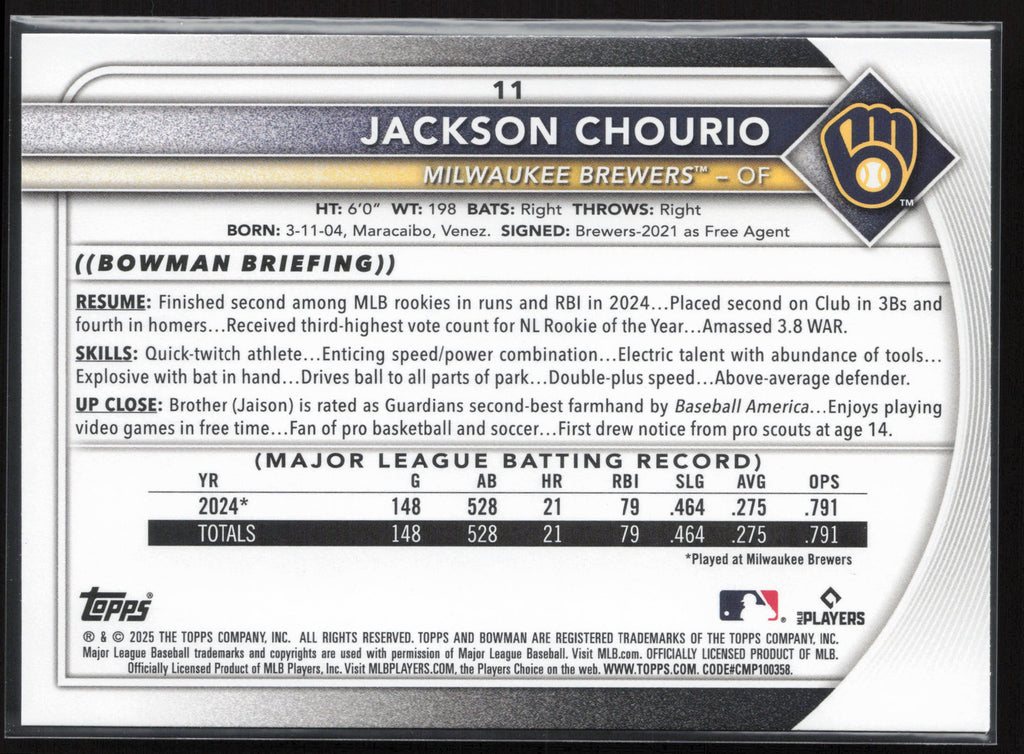 11
JACKSON CHOURIO
MILWAUKEE BREWERS™ – OF
TM
HT: 6'0" WT: 198 BATS: Right THROWS: Right
BORN: 3-11-04, Maracaibo, Venez. SIGNED: Brewers-2021 as Free Agent
((BOWMAN BRIEFING))
RESUME: Finished second among MLB rookies in runs and RBI in 2024...Placed second on Club in 3Bs and
fourth in homers...Received third-highest vote count for NL Rookie of the Year...Amassed 3.8 WAR.
SKILLS: Quick-twitch athlete...Enticing speed/power combination...Electric talent with abundance of tools...
Explosive with bat in hand...Drives ball to all parts of park...Double-plus speed...Above-average defender.
UP CLOSE: Brother (Jaison) is rated as Guardians second-best farmhand by Baseball America...Enjoys playing
video games in free time...Fan of pro basketball and soccer...First drew notice from pro scouts at age 14.
(MAJOR LEAGUE BATTING RECORD)
YR G AB HR RBI SLG AVG OPS
2024* 148 528 21 79 .464 .275 .791
TOTALS 148 528 21 79 .464 .275 .791
*Played at Milwaukee Brewers
Topps®
® MLB PLAYERS
® & © 2025 THE TOPPS COMPANY, INC. ALL RIGHTS RESERVED. TOPPS AND BOWMAN ARE REGISTERED TRADEMARKS OF THE TOPPS COMPANY, INC.
Major League Baseball trademarks and copyrights are used with permission of Major League Baseball. Visit MLB.com. OFFICIALLY LICENSED PRODUCT OF MLB.
Officially Licensed Product of MLB Players, Inc. Visit MLBPLAYERS.COM, the Players Choice on the web. WWW.TOPPS.COM. CODE#CMP100358.